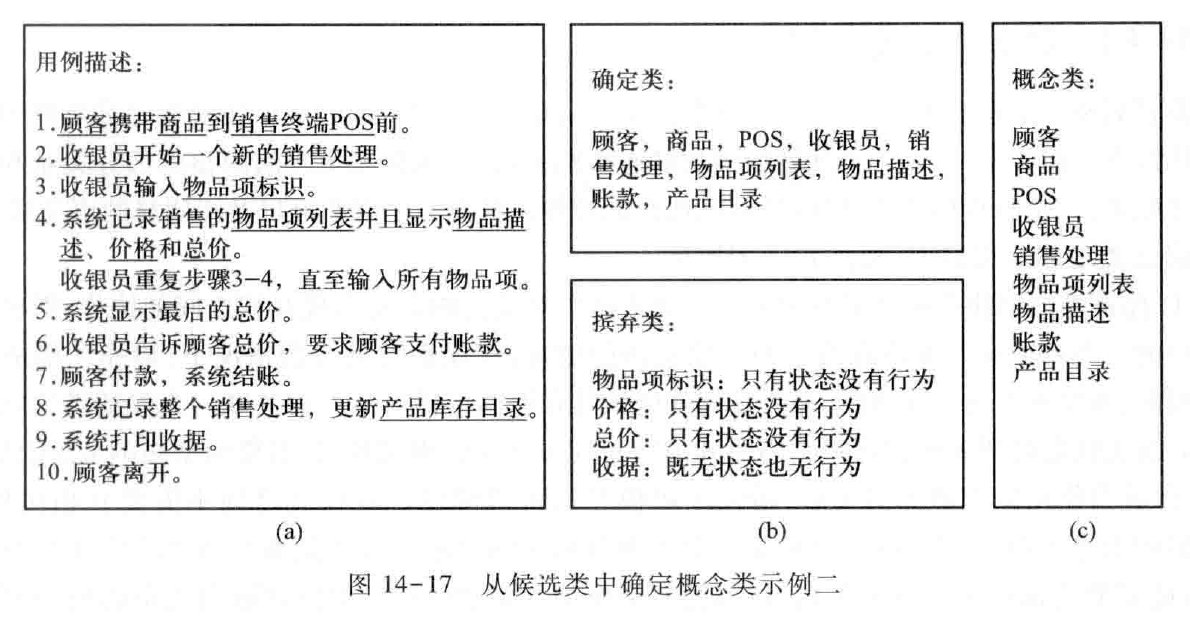 用例描述：
1.顾客携带商品到销售终端POS前。
2.收银员开始一个新的销售处理。
3.收银员输入物品项标识。
4.系统记录销售的物品项列表并且显示物品描
述、价格和总价。
收银员重复步骤3-4，直至输入所有物品项。
5.系统显示最后的总价。
6.收银员告诉顾客总价，要求顾客支付账款。
7.顾客付款，系统结账。
8.系统记录整个销售处理，更新产品库存目录。
9.系统打印收据。
10.顾客离开。
(a)
确定类：
顾客，商品，POS，收银员，销
售处理，物品项列表，物品描述，
账款，产品目录
摈弃类：
物品项标识：只有状态没有行为
价格：只有状态没有行为
总价：只有状态没有行为
收据：既无状态也无行为
(b)
概念类：
顾客
商品
POS
收银员
销售处理
物品项列表
物品描述
账款
产品目录
(c)
图 14-17 从候选类中确定概念类示例二